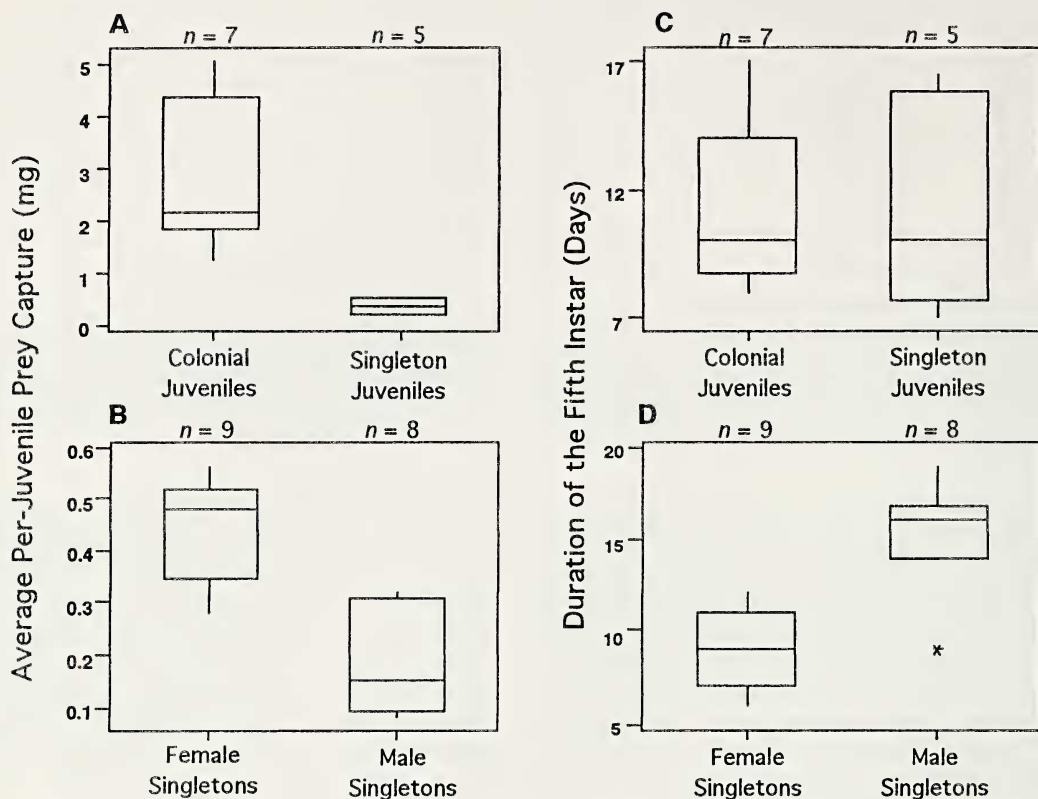 A
n = 7
n = 5
5
4
3
2
1
0
Colonial Juveniles
Singleton Juveniles
B
n = 9
n = 8
0.6
0.5
0.4
0.3
0.2
0.1
Female Singletons
Male Singletons
Average Per-Juvenile Prey Capture (mg)
C
n = 7
n = 5
17
12
7
Colonial Juveniles
Singleton Juveniles
D
n = 9
n = 8
20
15
10
5
Female Singletons
Male Singletons
Duration of the Fifth Instar (Days)